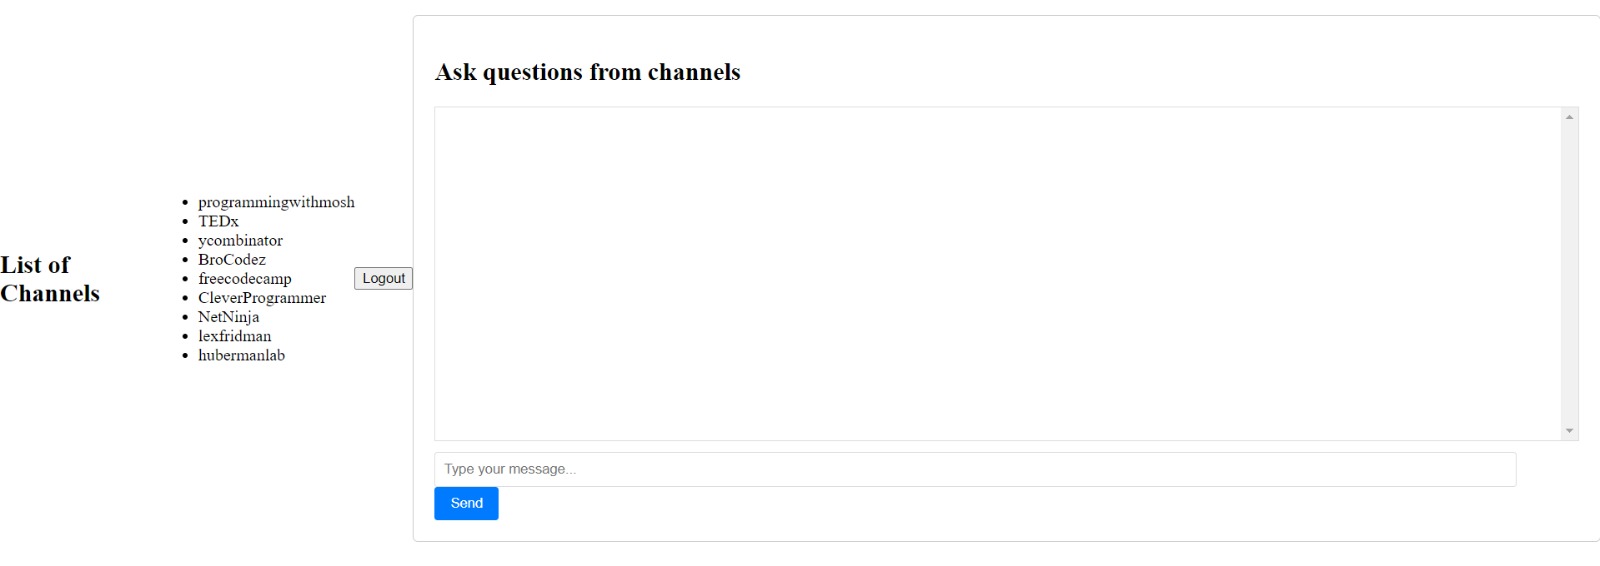 List of
Channels
programmingwithmosh
TEDx
ycombinator
BroCodez
freecodecamp
CleverProgrammer
NetNinja
lexfridman
hubermanlab
Logout
Ask questions from channels
Type your message...
Send